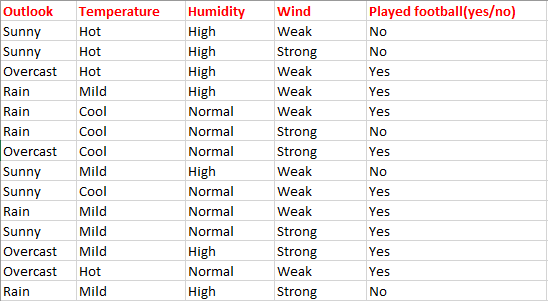 Outlook Temperature Humidity Wind Played football(yes/no)
Sunny Hot High Weak No
Sunny Hot High Strong No
Overcast Hot High Weak Yes
Rain Mild High Weak Yes
Rain Cool Normal Weak Yes
Rain Cool Normal Strong No
Overcast Cool Normal Strong Yes
Sunny Mild High Weak No
Sunny Cool Normal Weak Yes
Rain Mild Normal Weak Yes
Sunny Mild Normal Strong Yes
Overcast Mild High Strong Yes
Overcast Hot Normal Weak Yes
Rain Mild High Strong No